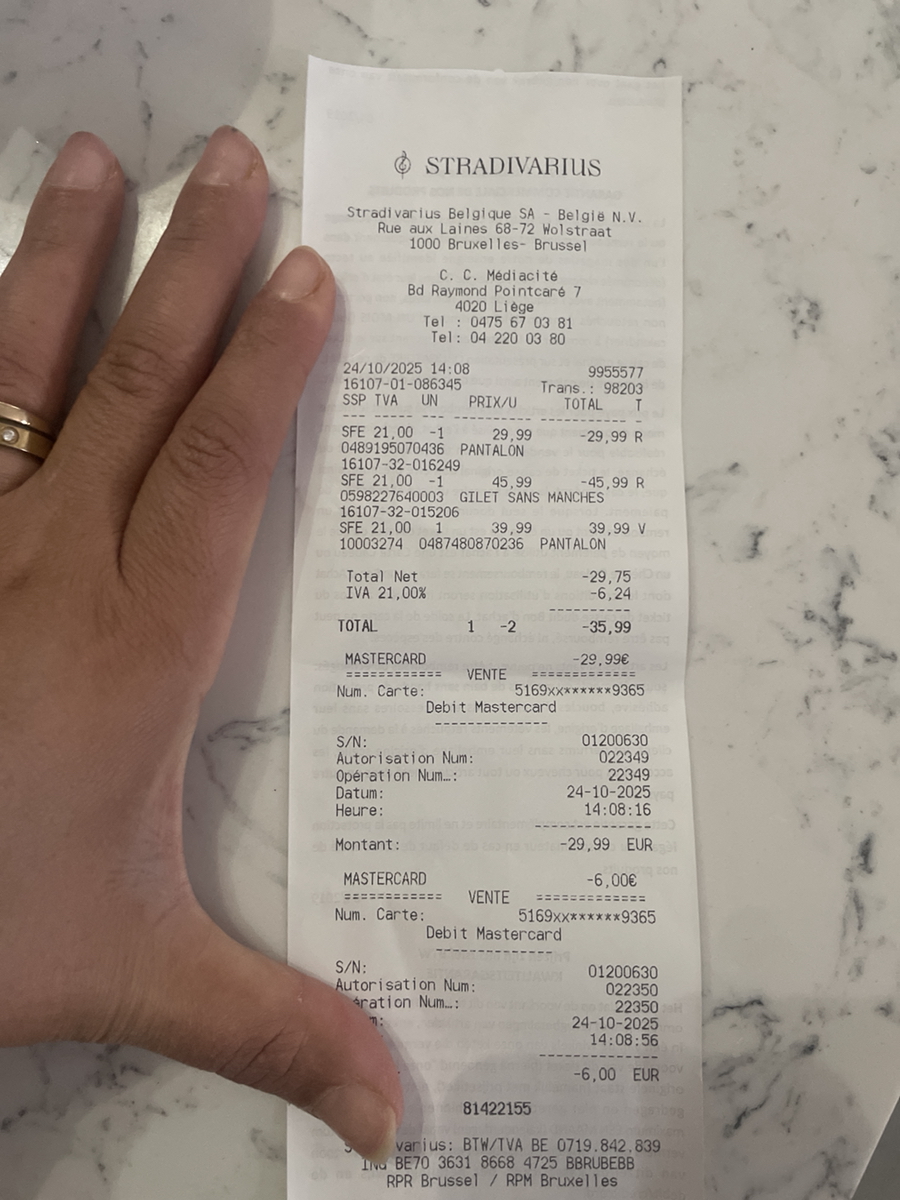 STRADIVARIUS
Stradivarius Belgique SA - België N.V.
Rue aux Laines 68-72 Wolstraat
1000 Bruxelles- Brussel
C. C. Médiacité
Bd Raymond Pointcaré 7
4020 Liège
Tel : 0475 67 03 81
Tel: 04 220 03 80
24/10/2025 14:08 9955577
16107-01-086345 Trans.: 98203
SSP TVA UN PRIX/U TOTAL T
--- ----- --- ---------- ----------- -
SFE 21,00 -1 29,99 -29,99 R
0489195070436 PANTALON
16107-32-016249
SFE 21,00 -1 45,99 -45,99 R
0598227640003 GILET SANS MANCHES
16107-32-015206
SFE 21,00 1 39,99 39,99 V
10003274 0487480870236 PANTALON
Total Net -29,75
IVA 21,00% -6,24
----------
TOTAL 1 -2 -35,99
MASTERCARD -29,99€
============ VENTE ============
Num. Carte: 5169xx******9365
Debit Mastercard
--------------
S/N: 01200630
Autorisation Num: 022349
Opération Num…: 22349
Datum: 24-10-2025
Heure: 14:08:16
--------------
Montant: -29,99 EUR
MASTERCARD -6,00€
============ VENTE ============
Num. Carte: 5169xx******9365
Debit Mastercard
--------------
S/N: 01200630
Autorisation Num: 022350
Num…: 22350
24-10-2025
14:08:56
--------------
-6,00 EUR
81422155
BTW/TVA BE 0719.842.839
ING BE70 3631 8668 4725 BBRUBEBB
RPR Brussel / RPM Bruxelles